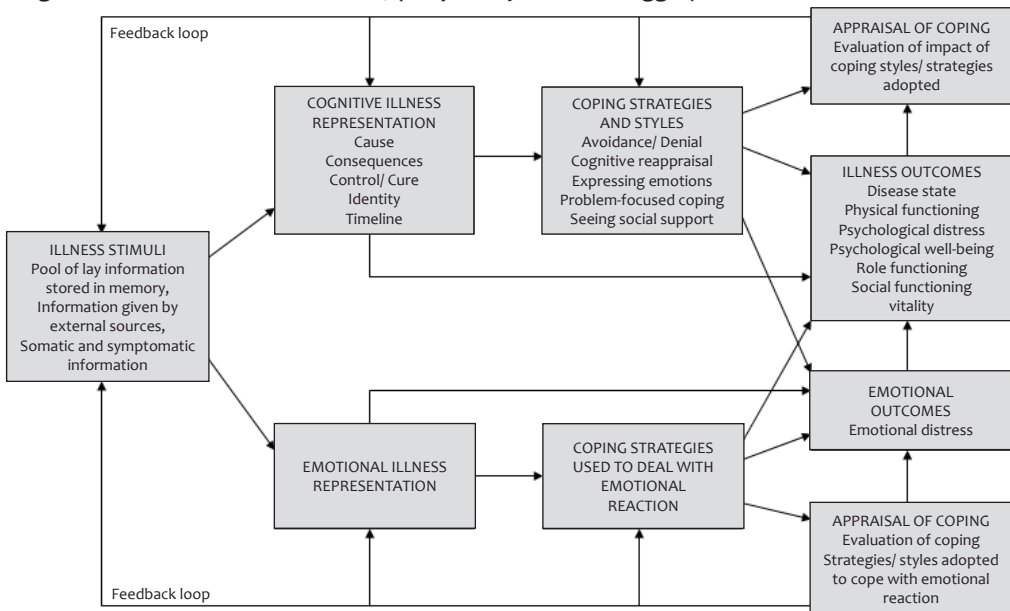 Feedback loop
APPRAISAL OF COPING
Evaluation of impact of
coping styles/ strategies
adopted
COGNITIVE ILLNESS
REPRESENTATION
Cause
Consequences
Control/ Cure
Identity
Timeline
COPING STRATEGIES
AND STYLES
Avoidance/ Denial
Cognitive reappraisal
Expressing emotions
Problem-focused coping
Seeing social support
ILLNESS OUTCOMES
Disease state
Physical functioning
Psychological distress
Psychological well-being
Role functioning
Social functioning
vitality
ILLNESS STIMULI
Pool of lay information
stored in memory,
Information given by
external sources,
Somatic and symptomatic
information
EMOTIONAL
OUTCOMES
Emotional distress
EMOTIONAL ILLNESS
REPRESENTATION
COPING STRATEGIES
USED TO DEAL WITH
EMOTIONAL
REACTION
APPRAISAL OF COPING
Evaluation of coping
Strategies/ styles adopted
to cope with emotional
reaction
Feedback loop